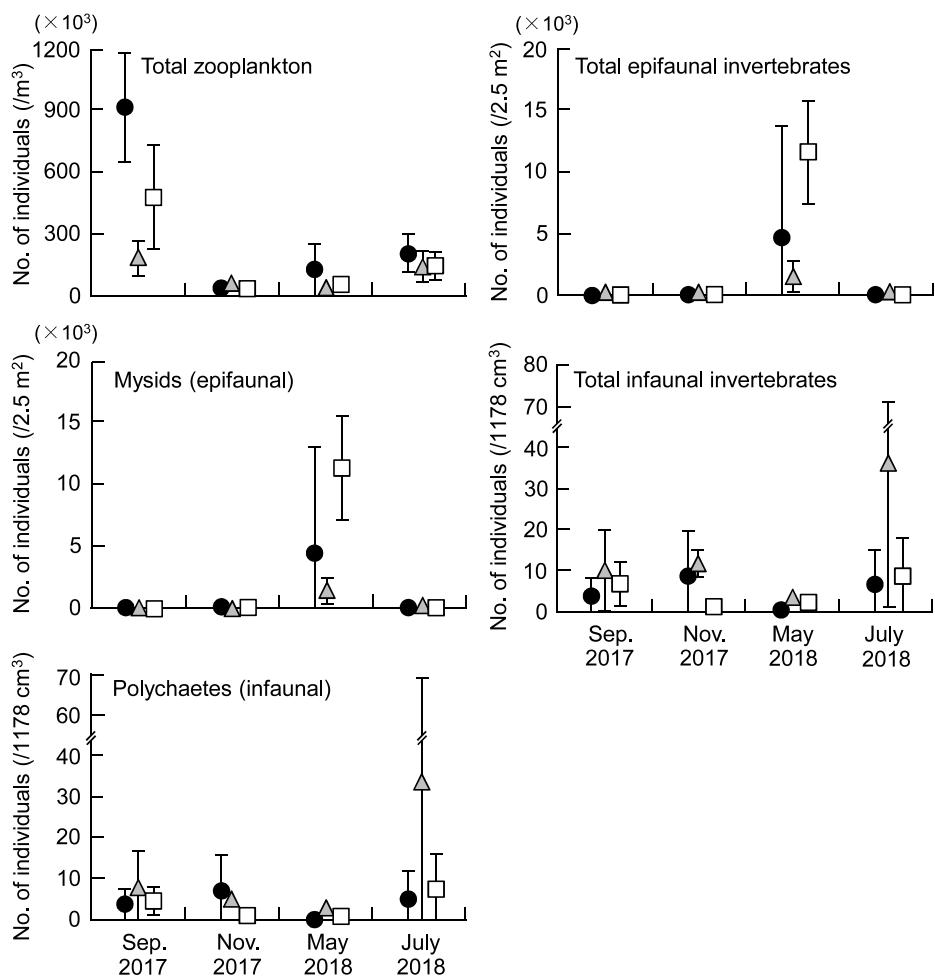 (×10³)
No. of individuals (/m³)
1200
900
600
300
0
Total zooplankton
(×10³)
No. of individuals (/2.5 m²)
20
15
10
5
0
Total epifaunal invertebrates
(×10³)
No. of individuals (/2.5 m²)
20
15
10
5
0
Mysids (epifaunal)
No. of individuals (/1178 cm³)
80
70
40
30
20
10
0
Total infaunal invertebrates
Sep. Nov. May July
2017 2017 2018 2018
No. of individuals (/1178 cm³)
70
60
40
30
20
10
0
Polychaetes (infaunal)
Sep. Nov. May July
2017 2017 2018 2018